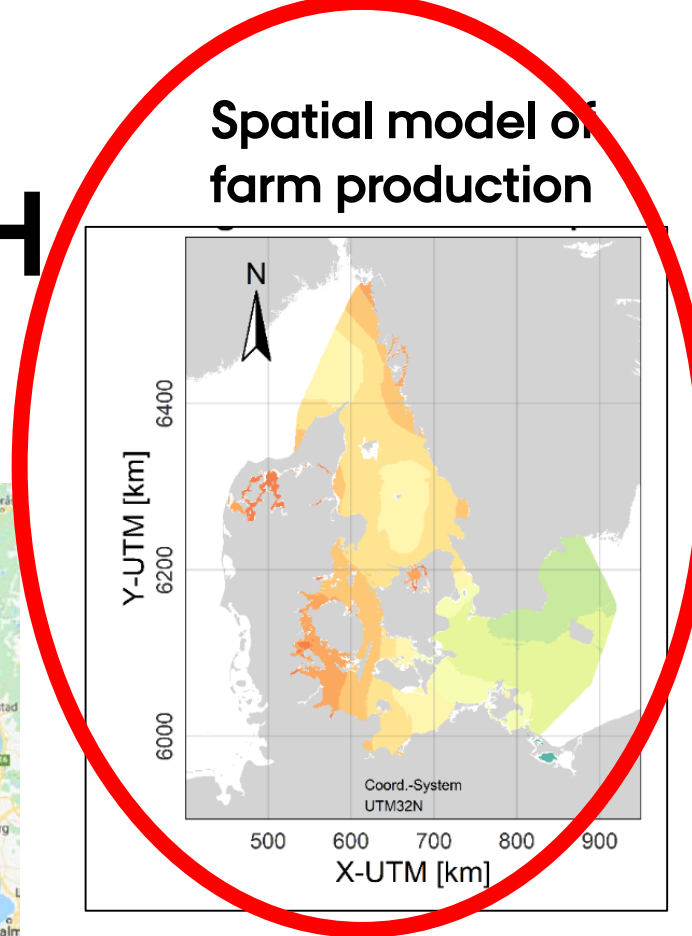 Spatial model of
farm production
N
6400
Y-UTM [km]
6200
6000
Coord.-System
UTM32N
500 600 700 800 900
X-UTM [km]